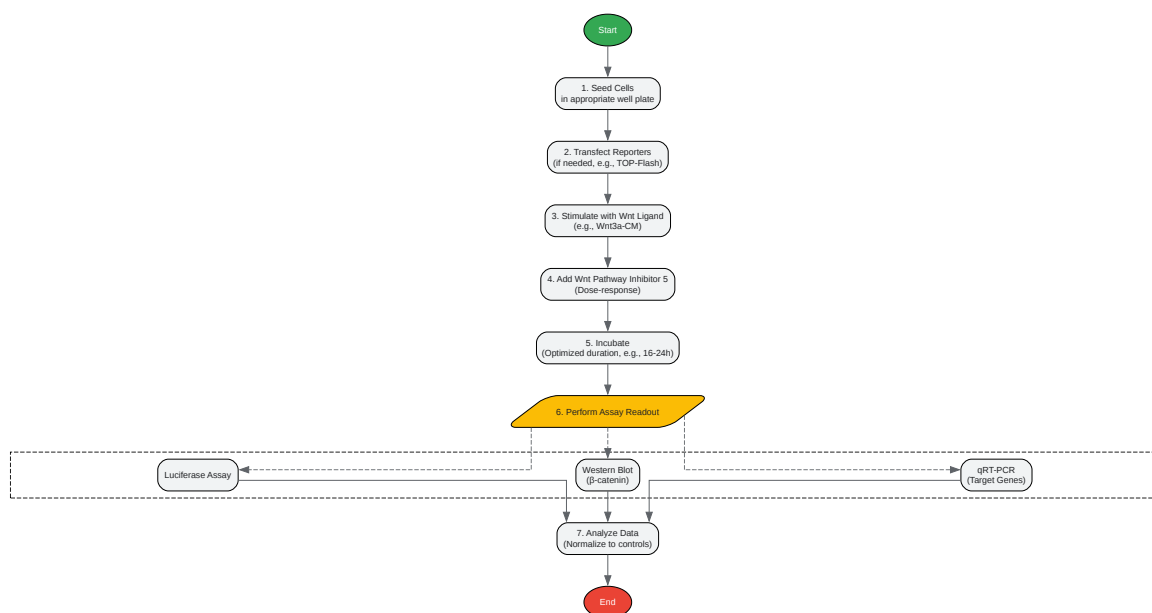 Start
1. Seed Cells
in appropriate well plate
2. Transfect Reporters
(if needed, e.g., TOP-Flash)
3. Stimulate with Wnt Ligand
(e.g., Wnt3a-CM)
4. Add Wnt Pathway Inhibitor 5
(Dose-response)
5. Incubate
(Optimized duration, e.g., 16-24h)
6. Perform Assay Readout
Luciferase Assay
Western Blot
(β-catenin)
qRT-PCR
(Target Genes)
7. Analyze Data
(Normalize to controls)
End